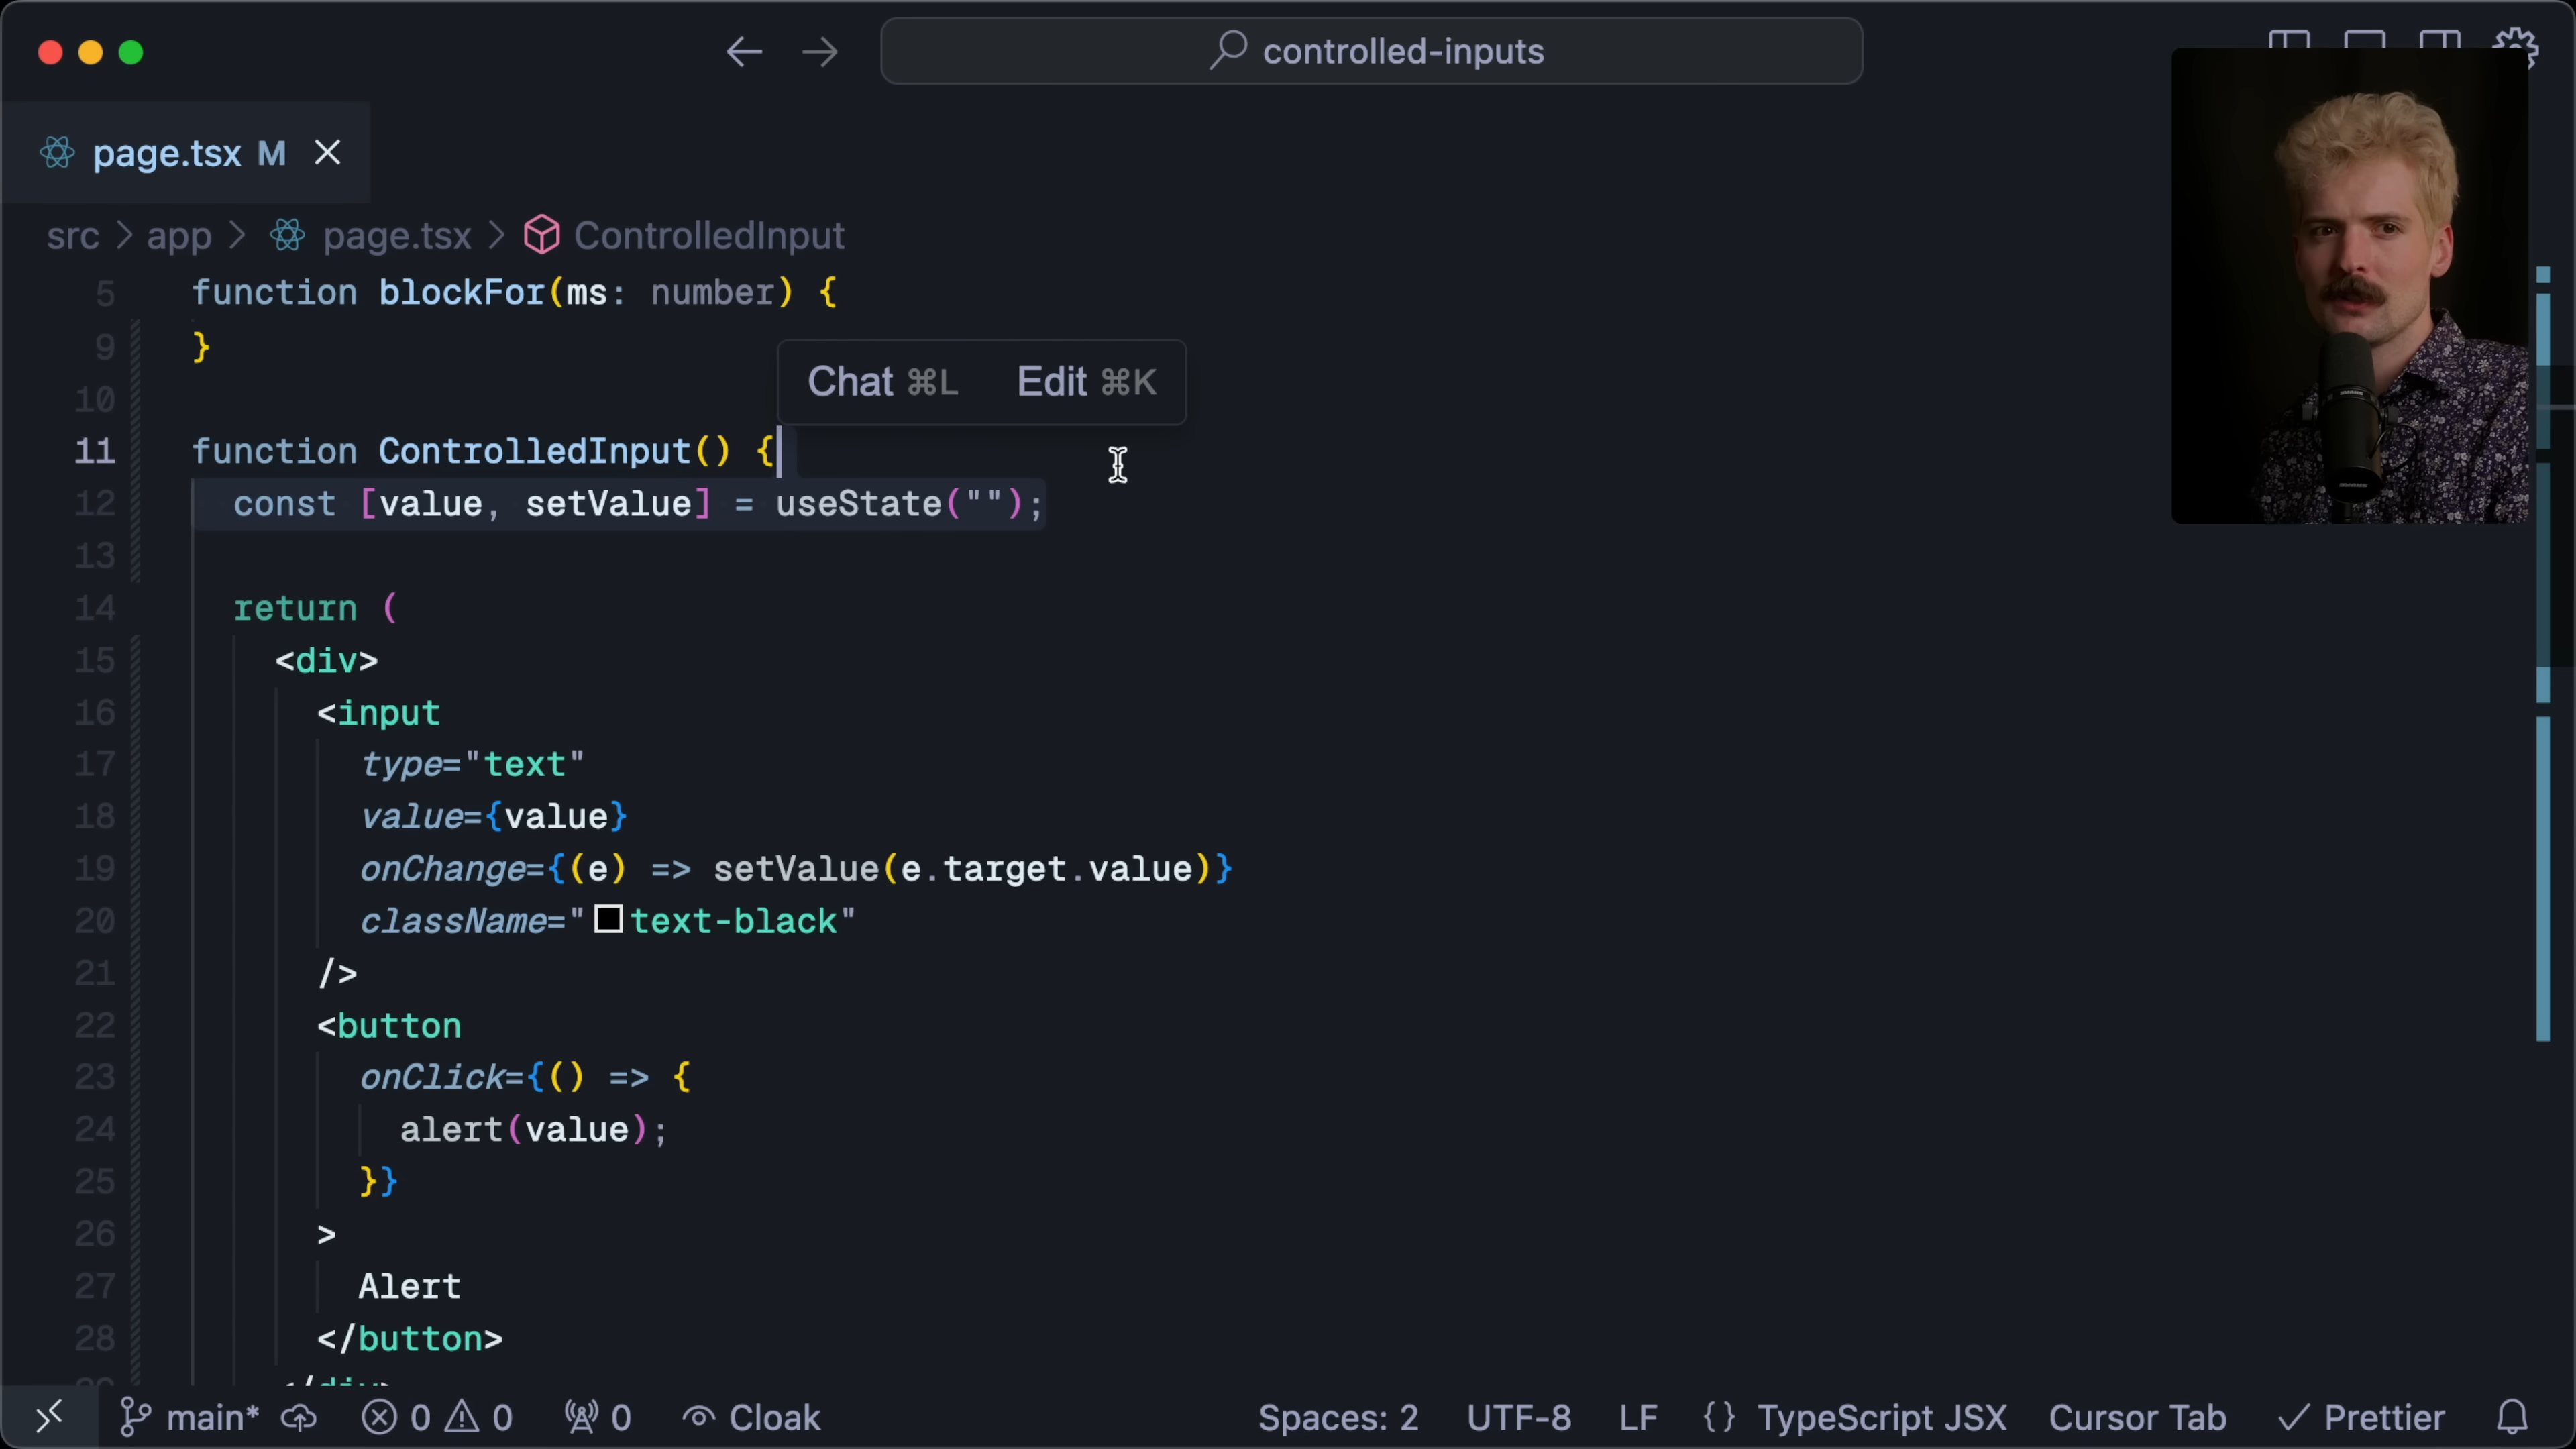 controlled-inputs
page.tsx M
src > app > page.tsx > ControlledInput
5 function blockFor(ms: number) {
9 }
10
Chat ⌘L Edit ⌘K
11 function ControlledInput() {
12 const [value, setValue] = useState("");
13
14 return (
15 <div>
16 <input
17 type="text"
18 value={value}
19 onChange={(e) => setValue(e.target.value)}
20 className="text-black"
21 />
22 <button
23 onClick={() => {
24 alert(value);
25 }}
26 >
27 Alert
28 </button>
main* 0 0 0 Cloak Spaces: 2 UTF-8 LF {} TypeScript JSX Cursor Tab Prettier